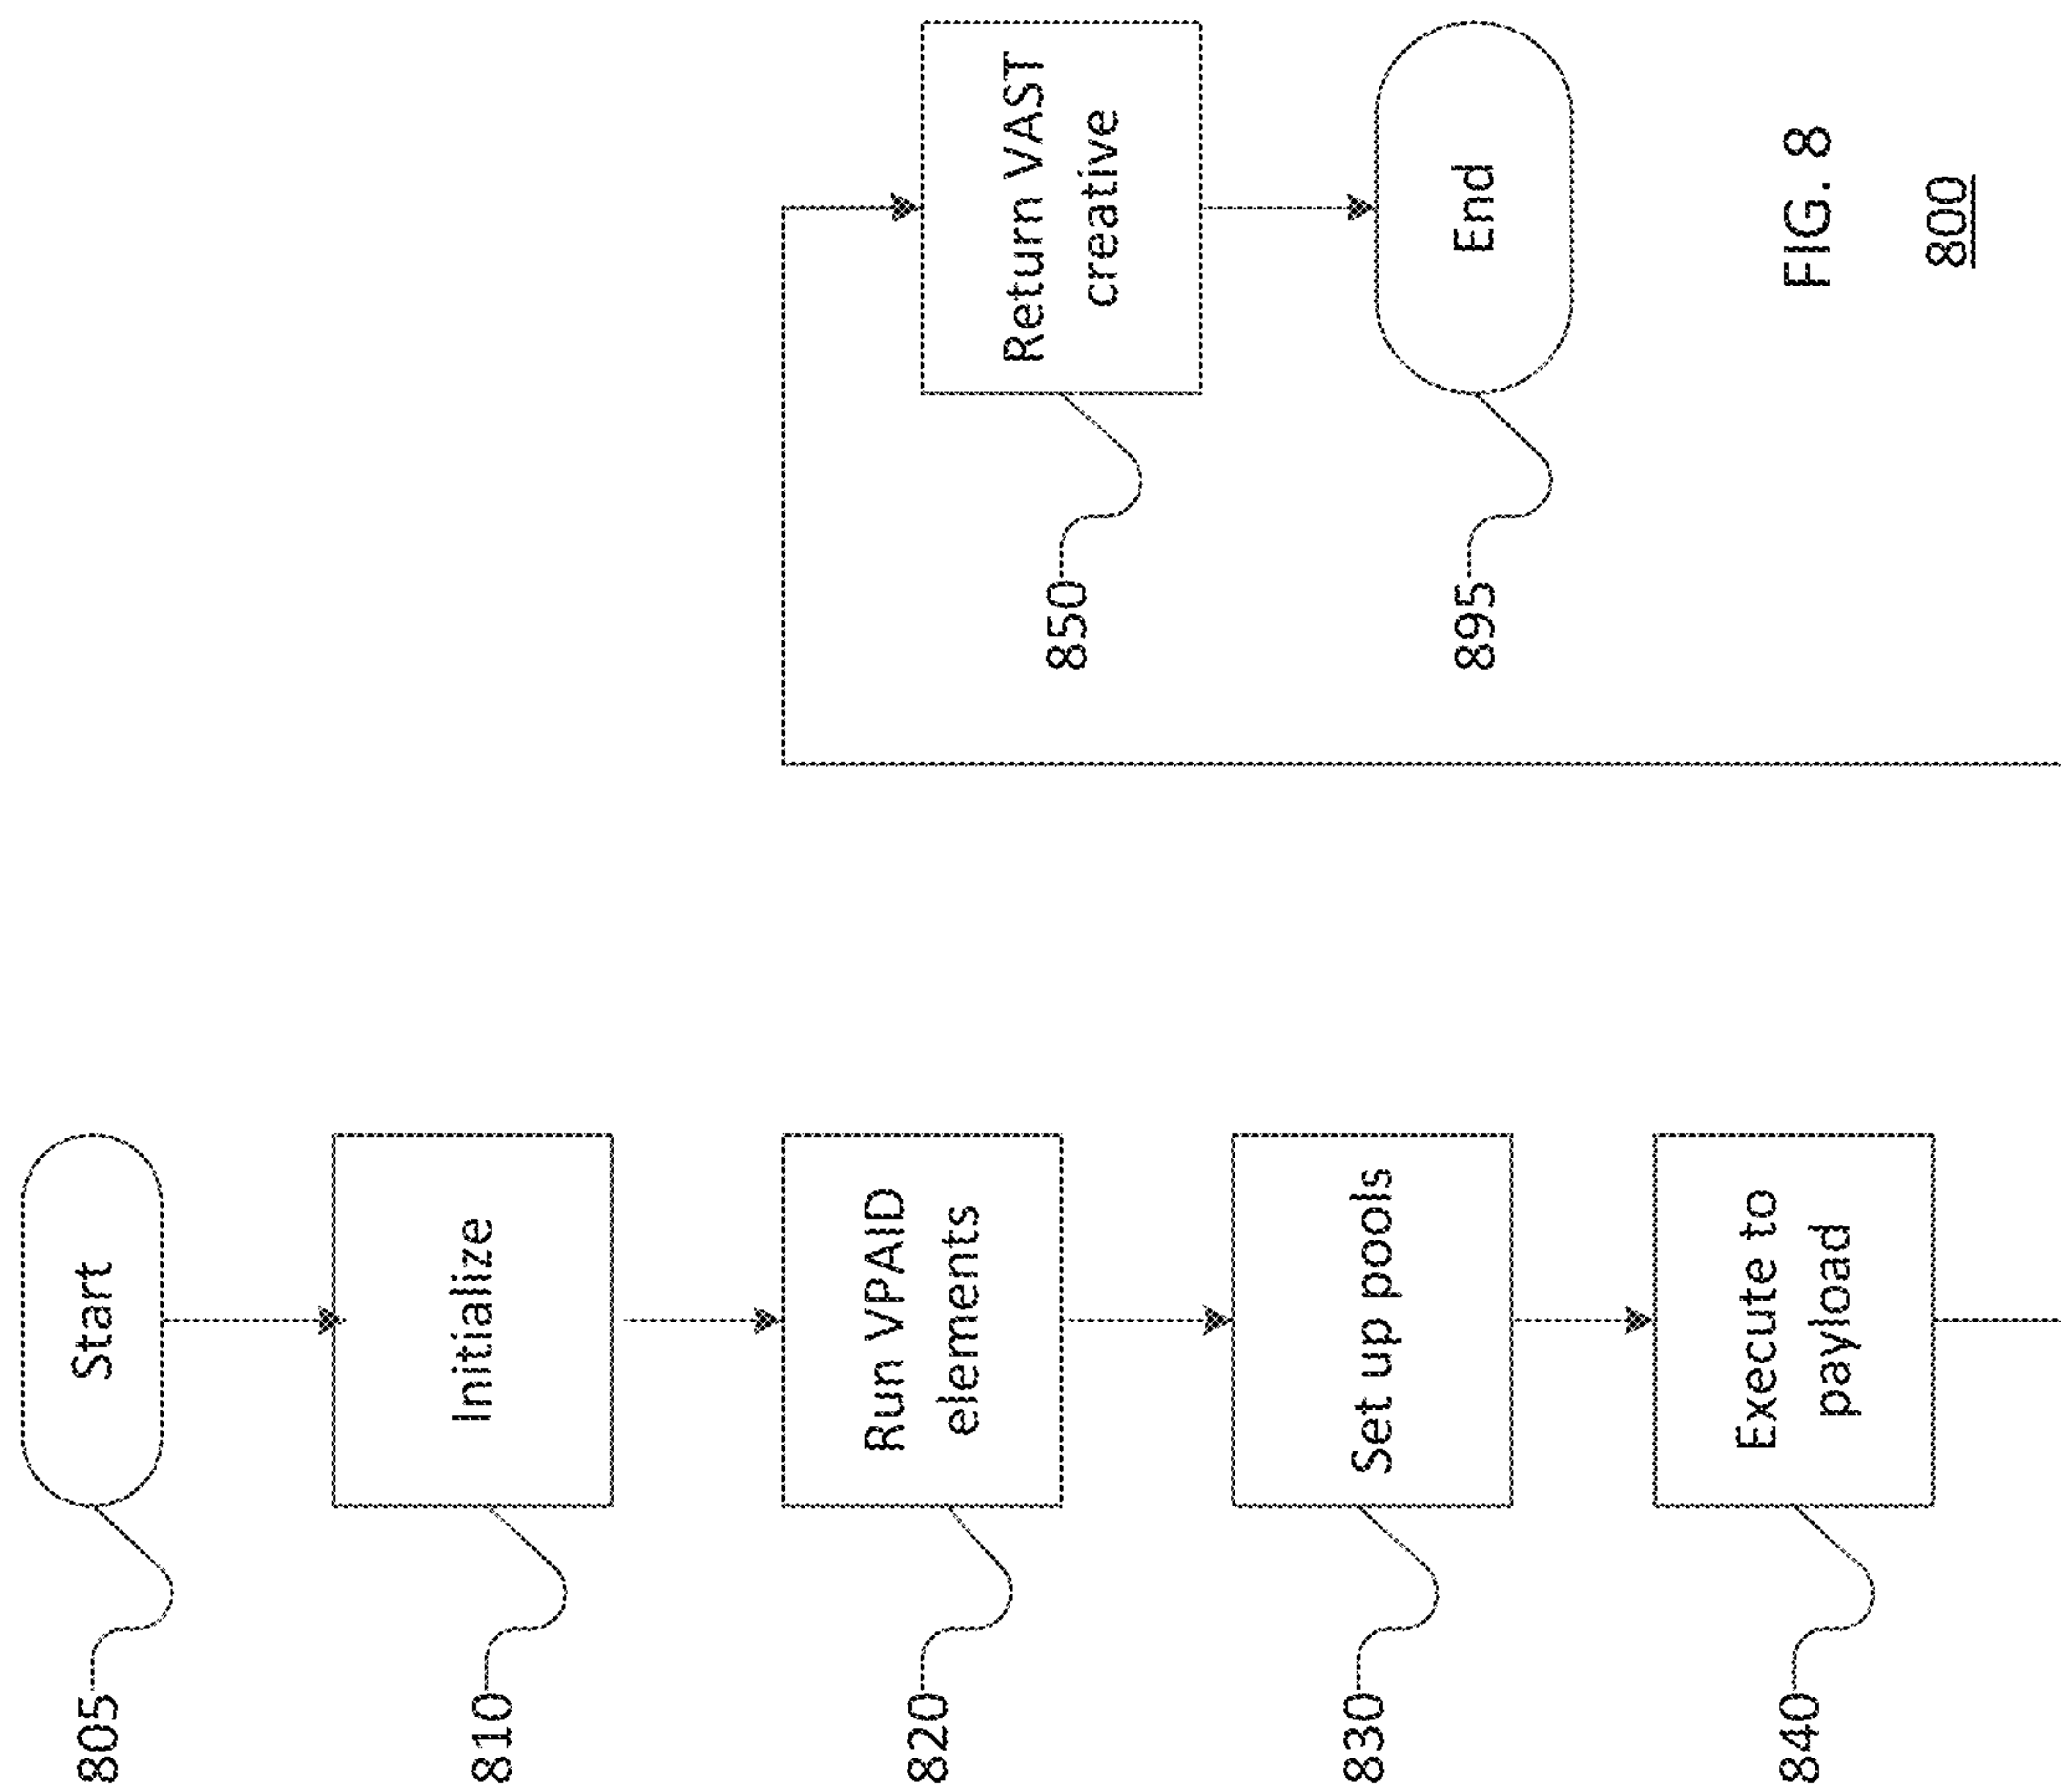 805
Start
810
Initialize
820
Run VPAID
elements
830
Set up pools
840
Execute to
payload
850
Return VAST
creative
895
End
FIG. 8
800